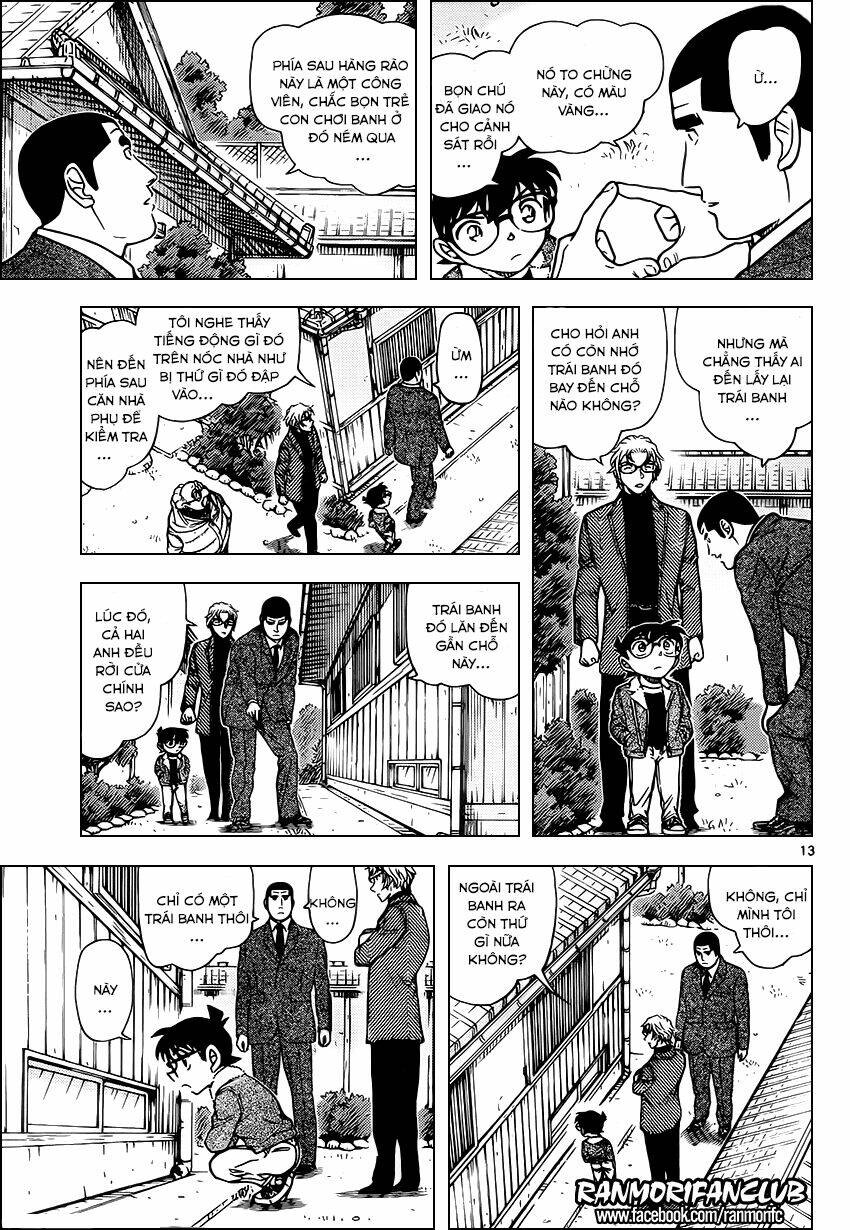 Ừ...
NÓ TO CHỪNG
NÀY, CÓ MÀU
VÀNG...
BỌN CHÚ
ĐÃ GIAO NÓ
CHO CẢNH
SÁT RỒI
...
PHÍA SAU HÀNG RÀO
NÀY LÀ MỘT CÔNG
VIÊN, CHẮC BỌN TRẺ
CON CHƠI BANH Ở
ĐÓ NÉM QUA
...
NHƯNG MÀ
CHẲNG THẤY AI
ĐẾN LẤY LẠI
TRÁI BANH
...
CHO HỎI ANH
CÓ CÒN NHỚ
TRÁI BANH ĐÓ
BAY ĐẾN CHỖ
NÀO KHÔNG?
ỪM
...
TÔI NGHE THẤY
TIẾNG ĐỘNG GÌ ĐÓ
TRÊN NÓC NHÀ NHƯ
BỊ THỨ GÌ ĐÓ ĐẬP
VÀO...
NÊN ĐẾN
PHÍA SAU
CĂN NHÀ
PHỤ ĐỂ
KIỂM TRA
...
TRÁI BANH
ĐÓ LĂN ĐẾN
GẦN CHỖ
NÀY...
LÚC ĐÓ,
CẢ HAI
ANH ĐỀU
RỜI CỬA
CHÍNH
SAO?
13
KHÔNG, CHỈ
MÌNH TÔI
THÔI...
NGOÀI TRÁI
BANH RA
CÒN THỨ
GÌ NỮA
KHÔNG?
KHÔNG
...
CHỈ CÓ MỘT
TRÁI BANH THÔI
...
NÀY
...
RANMORIFANCLUB
www.facebook.com/ranmorifc